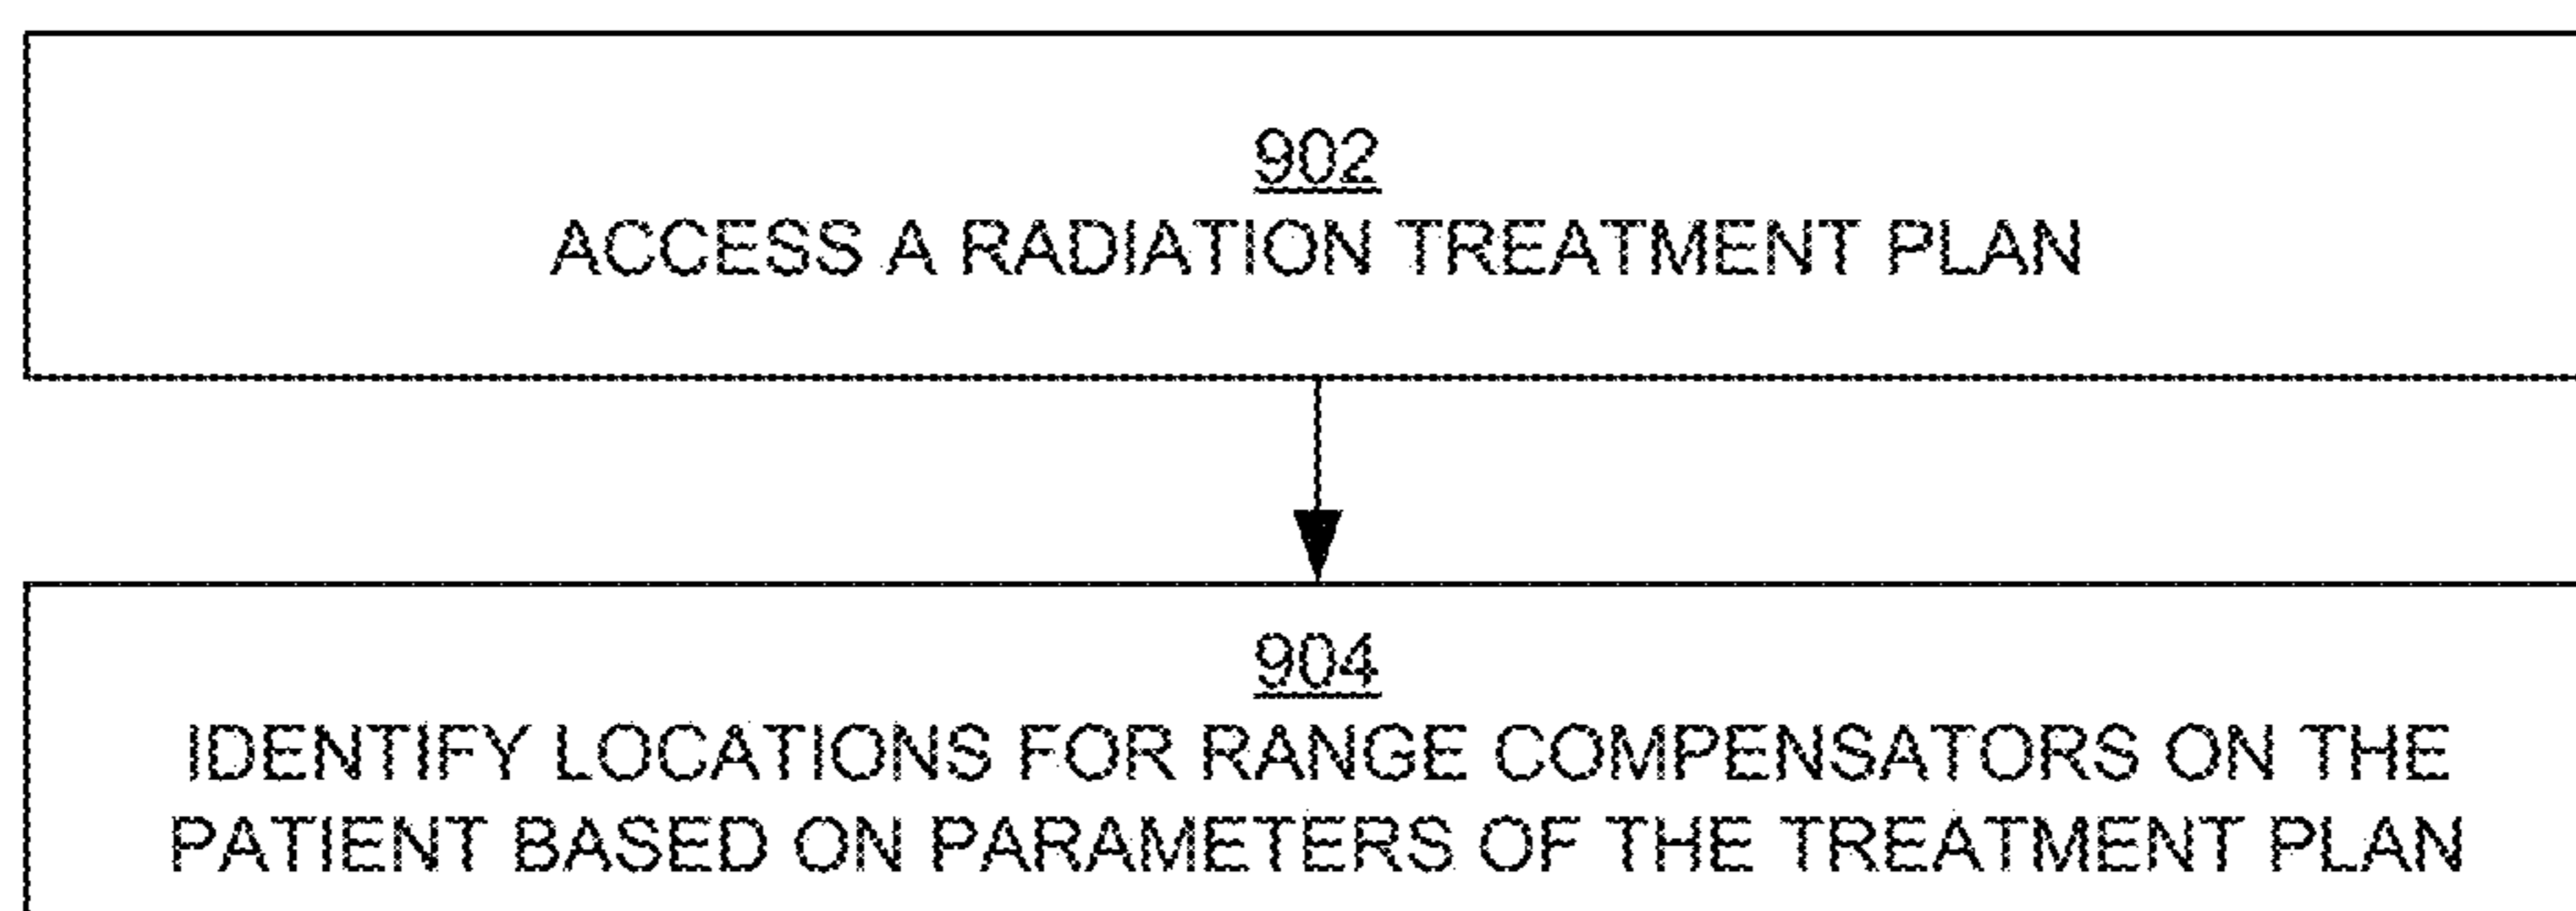 902
ACCESS A RADIATION TREATMENT PLAN
904
IDENTIFY LOCATIONS FOR RANGE COMPENSATORS ON THE
PATIENT BASED ON PARAMETERS OF THE TREATMENT PLAN